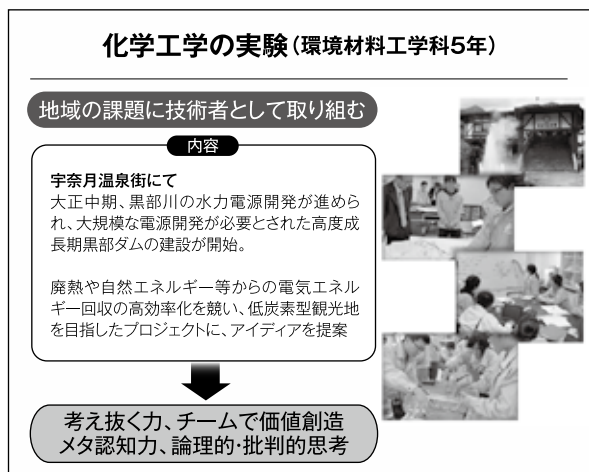 化学工学の実験(環境材料工学科5年)
地域の課題に技術者として取り組む
内容
宇奈月温泉街にて
大正中期、黒部川の水力電源開発が進めら
れ、大規模な電源開発が必要とされた高度成
長期黒部ダムの建設が開始。
廃熱や自然エネルギー等からの電気エネル
ギー回収の高効率化を競い、低炭素型観光地
を目指したプロジェクトに、アイディアを提案
考え抜く力、チームで価値創造
メタ認知力、論理的・批判的思考